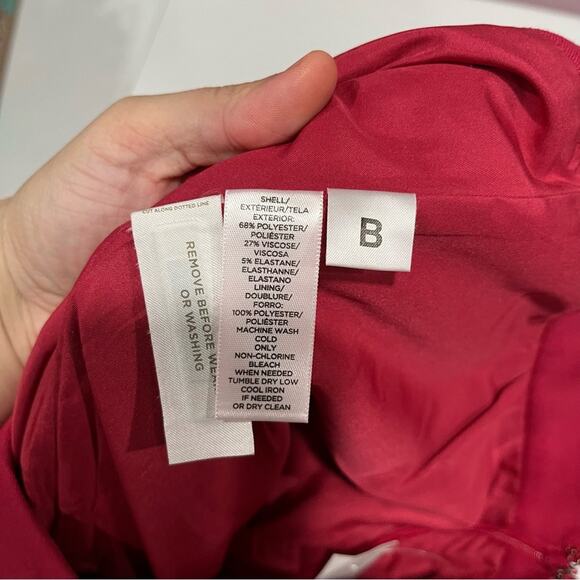 CUT ALONG DOTTED LINE
REMOVE BEFORE WEA
OR WASHING
SHELL/
EXTÉRIEUR/TELA
EXTERIOR:
68% POLYESTER/
POLIÉSTER
27% VISCOSE/
VISCOSA
5% ELASTANE/
ELASTHANNE/
ELASTANO
LINING/
DOUBLURE/
FORRO:
100% POLYESTER/
POLIÉSTER
MACHINE WASH
COLD
ONLY
NON-CHLORINE
BLEACH
WHEN NEEDED
TUMBLE DRY LOW
COOL IRON
IF NEEDED
OR DRY CLEAN
B